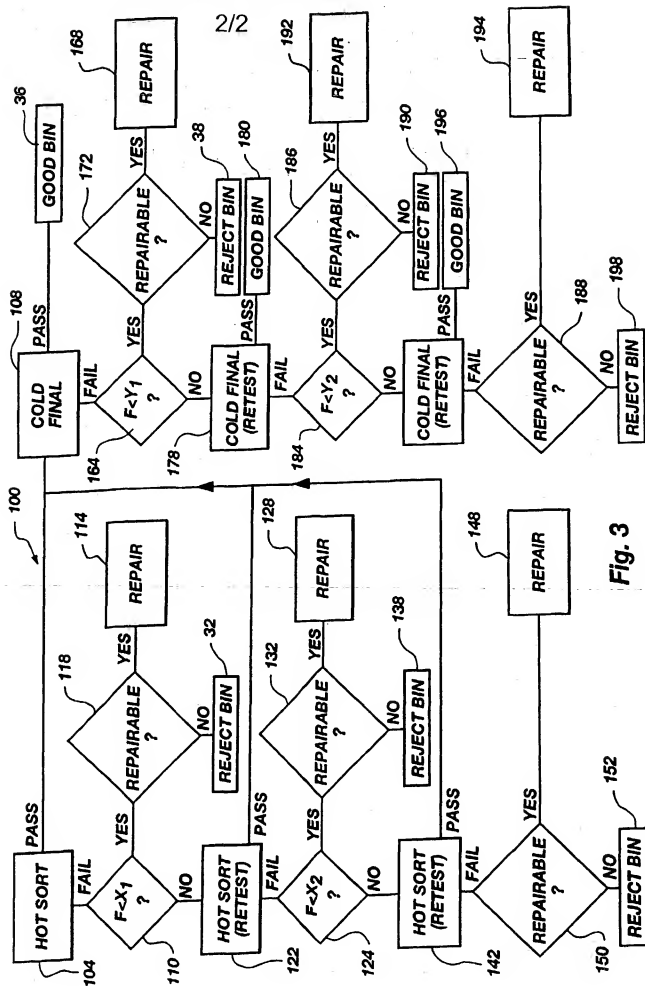 2/2
100
HOT SORT
104
PASS
FAIL
F<X1
?
110
YES
REPAIRABLE
?
118
YES
REPAIR
114
NO
REJECT BIN
32
NO
HOT SORT
(RETEST)
122
PASS
FAIL
F<X2
?
124
YES
REPAIRABLE
?
132
YES
REPAIR
128
NO
REJECT BIN
138
NO
HOT SORT
(RETEST)
142
PASS
FAIL
REPAIRABLE
?
150
YES
REPAIR
148
NO
REJECT BIN
152
COLD
FINAL
108
PASS
GOOD BIN
36
FAIL
F<Y1
?
164
YES
REPAIRABLE
?
172
YES
REPAIR
168
NO
REJECT BIN
38
NO
COLD FINAL
(RETEST)
178
PASS
GOOD BIN
180
FAIL
F<Y2
?
184
YES
REPAIRABLE
?
186
YES
REPAIR
192
NO
REJECT BIN
190
NO
COLD FINAL
(RETEST)
PASS
GOOD BIN
196
FAIL
REPAIRABLE
?
188
YES
REPAIR
194
NO
REJECT BIN
198
Fig. 3